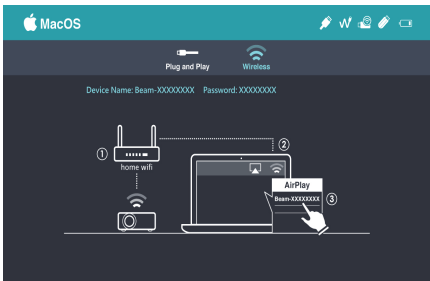 MacOS
Plug and Play
Wireless
Device Name: Beam-XXXXXXXX Password: XXXXXXXX
①
②
home wifi
AirPlay
Beam-XXXXXXXX
③